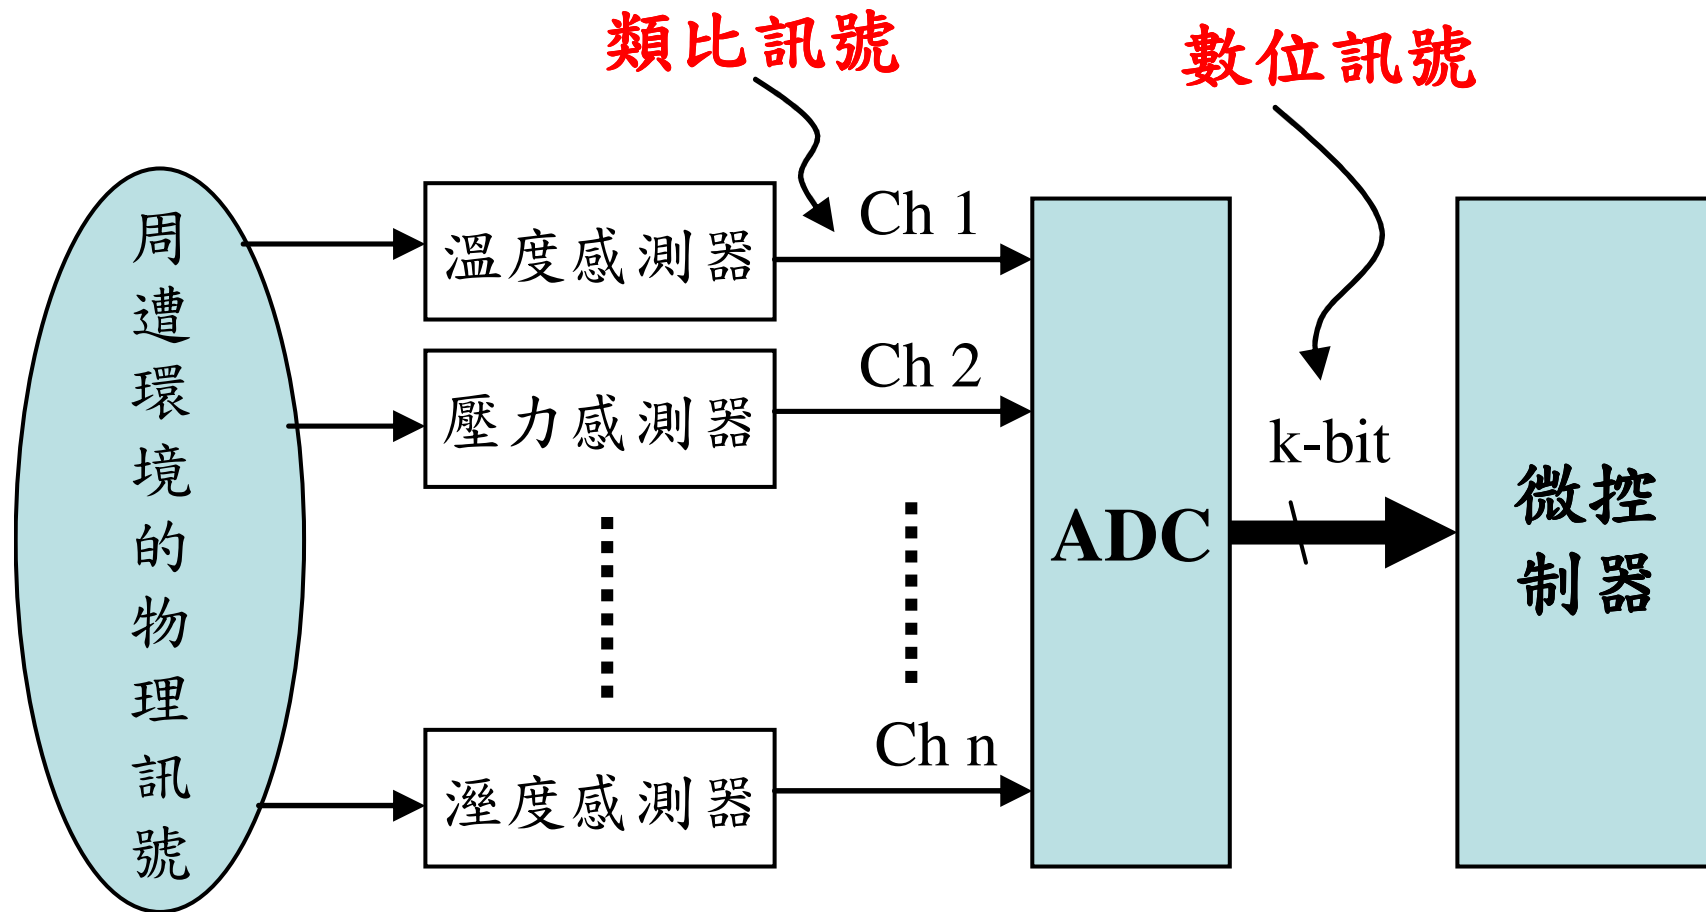 類比訊號
數位訊號
周遭環境的物理訊號
溫度感測器
Ch 1
壓力感測器
Ch 2
溼度感測器
Ch n
ADC
k-bit
微控
制器